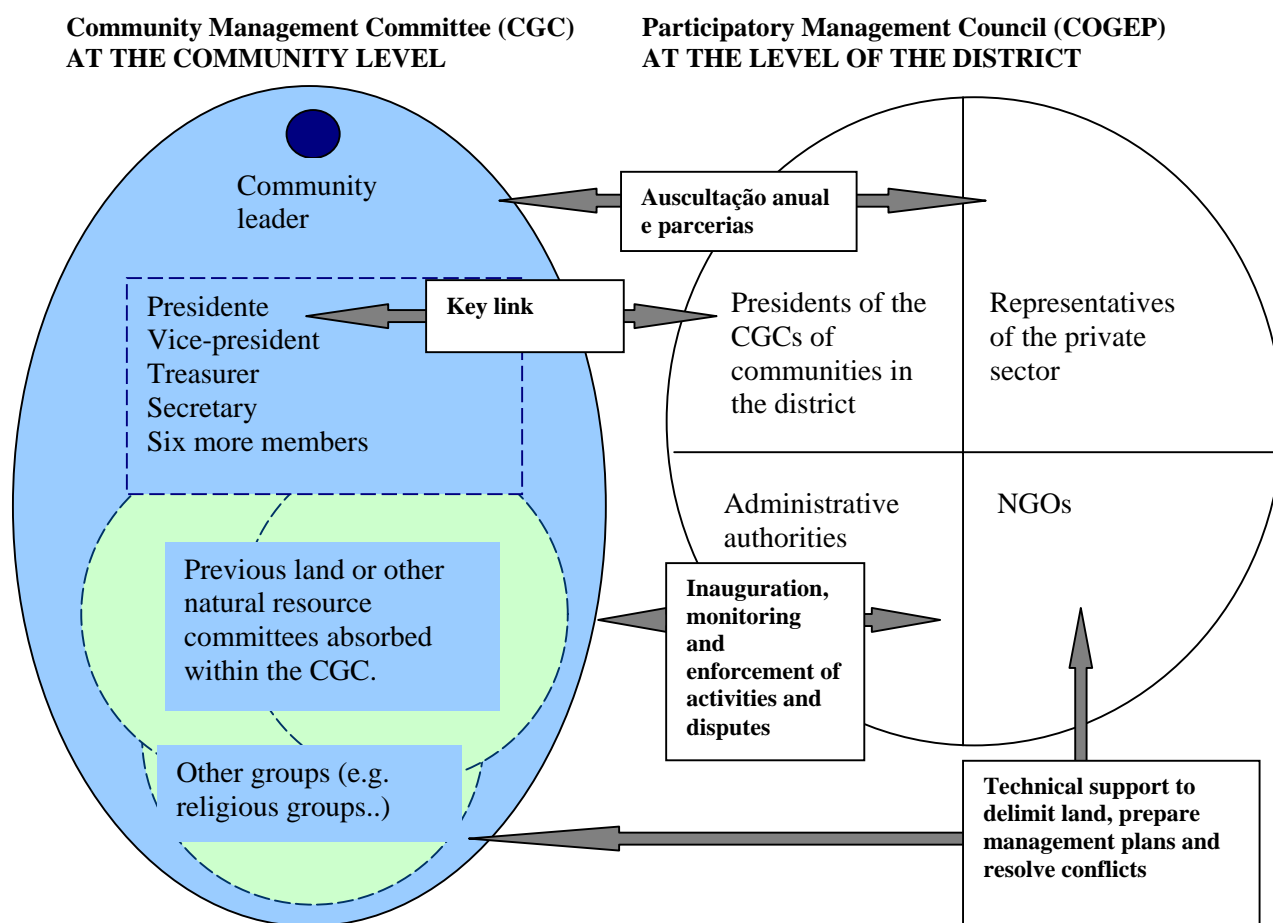 Community Management Committee (CGC)
AT THE COMMUNITY LEVEL
Participatory Management Council (COGEP)
AT THE LEVEL OF THE DISTRICT
Community
leader
Auscultação anual
e parcerias
Presidente
Vice-president
Treasurer
Secretary
Six more members
Key link
Presidents of the
CGCs of
communities in
the district
Representatives
of the private
sector
Previous land or other
natural resource
committees absorbed
within the CGC.
Administrative
authorities
NGOs
Inauguration,
monitoring
and
enforcement of
activities and
disputes
Other groups (e.g.
religious groups..)
Technical support to
delimit land, prepare
management plans and
resolve conflicts